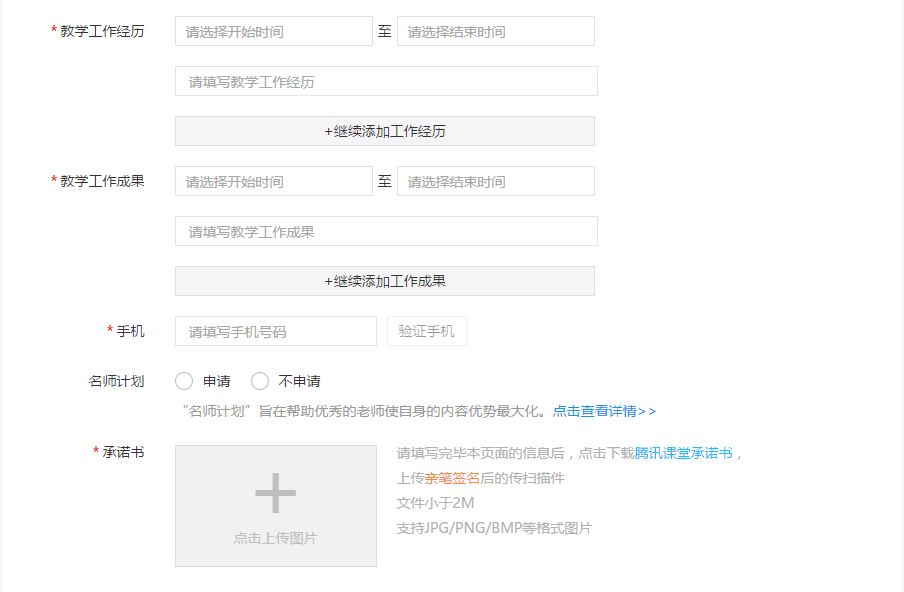 * 教学工作经历 请选择开始时间 至 请选择结束时间
请填写教学工作经历
+继续添加工作经历
* 教学工作成果 请选择开始时间 至 请选择结束时间
请填写教学工作成果
+继续添加工作成果
* 手机 请填写手机号码 验证手机
名师计划 申请 不申请
“名师计划”旨在帮助优秀的老师使自身的内容优势最大化。点击查看详情>>
* 承诺书 请填写完毕本页面的信息后，点击下载腾讯课堂承诺书，
上传亲笔签名后的传扫描件
文件小于2M
支持JPG/PNG/BMP等格式图片
点击上传图片